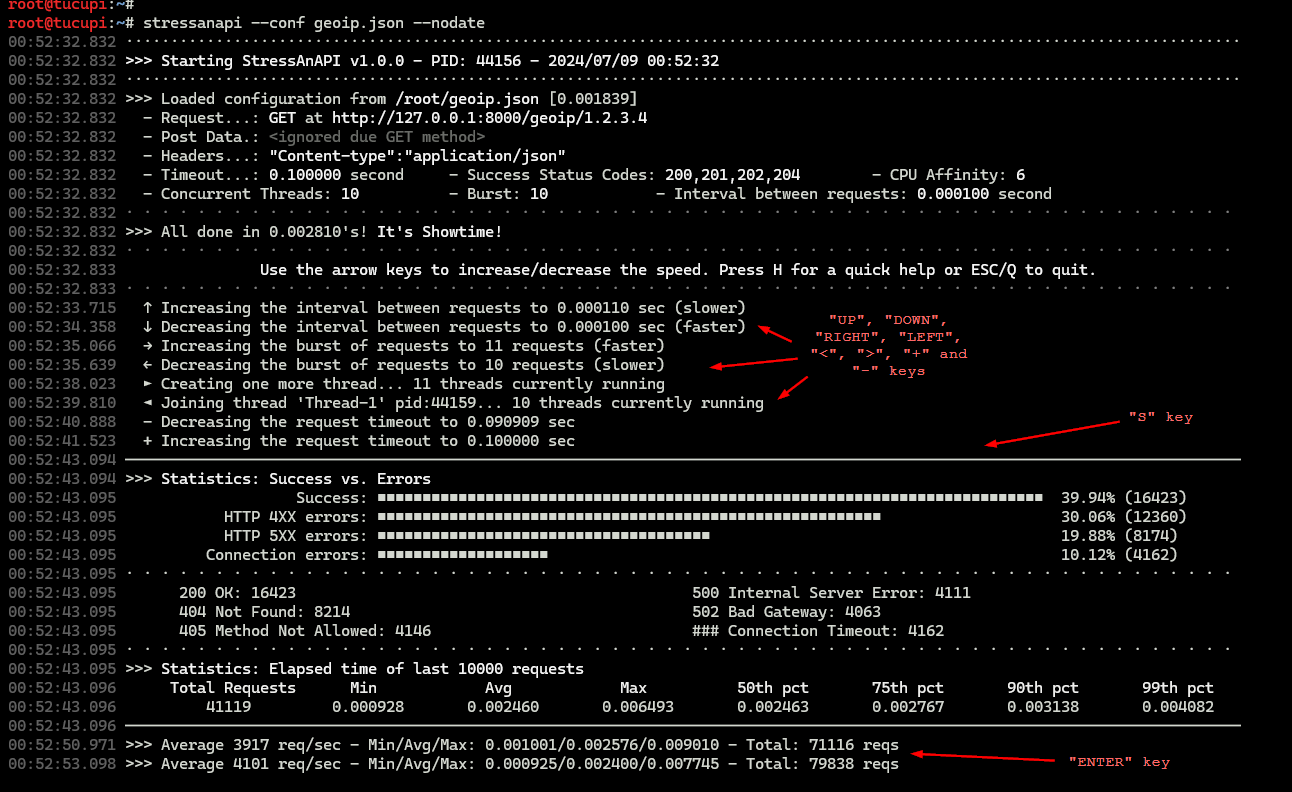 root@tucupi:~#
root@tucupi:~# stressanapi --conf geoip.json --nodate
00:52:32.832
00:52:32.832 >>> Starting StressAnAPI v1.0.0 - PID: 44156 - 2024/07/09 00:52:32
00:52:32.832
00:52:32.832 >>> Loaded configuration from /root/geoip.json [0.001839]
00:52:32.832 - Request...: GET at http://127.0.0.1:8000/geoip/1.2.3.4
00:52:32.832 - Post Data.: <ignored due GET method>
00:52:32.832 - Headers...: "Content-type":"application/json"
00:52:32.832 - Timeout...: 0.100000 second - Success Status Codes: 200,201,202,204 - CPU Affinity: 6
00:52:32.832 - Concurrent Threads: 10 - Burst: 10 - Interval between requests: 0.000100 second
00:52:32.832
00:52:32.832 >>> All done in 0.002810's! It's Showtime!
00:52:32.832
00:52:32.833 Use the arrow keys to increase/decrease the speed. Press H for a quick help or ESC/Q to quit.
00:52:32.833
00:52:33.715 ↑ Increasing the interval between requests to 0.000110 sec (slower)
00:52:34.358 ↓ Decreasing the interval between requests to 0.000100 sec (faster)
00:52:35.066 → Increasing the burst of requests to 11 requests (faster)
00:52:35.639 ← Decreasing the burst of requests to 10 requests (slower)
00:52:38.023 ► Creating one more thread... 11 threads currently running
00:52:39.810 ◄ Joining thread 'Thread-1' pid:44159... 10 threads currently running
00:52:40.888 - Decreasing the request timeout to 0.090909 sec
00:52:41.523 + Increasing the request timeout to 0.100000 sec
"UP", "DOWN",
"RIGHT", "LEFT",
"<", ">", "+" and
"-" keys
"S" key
00:52:43.094
00:52:43.094 >>> Statistics: Success vs. Errors
00:52:43.095 Success: 39.94% (16423)
00:52:43.095 HTTP 4XX errors: 30.06% (12360)
00:52:43.095 HTTP 5XX errors: 19.88% (8174)
00:52:43.095 Connection errors: 10.12% (4162)
00:52:43.095
00:52:43.095 200 OK: 16423 500 Internal Server Error: 4111
00:52:43.095 404 Not Found: 8214 502 Bad Gateway: 4063
00:52:43.095 405 Method Not Allowed: 4146 ### Connection Timeout: 4162
00:52:43.095
00:52:43.095 >>> Statistics: Elapsed time of last 10000 requests
00:52:43.096 Total Requests Min Avg Max 50th pct 75th pct 90th pct 99th pct
00:52:43.096 41119 0.000928 0.002460 0.006493 0.002463 0.002767 0.003138 0.004082
00:52:43.096
00:52:50.971 >>> Average 3917 req/sec - Min/Avg/Max: 0.001001/0.002576/0.009010 - Total: 71116 reqs
00:52:53.098 >>> Average 4101 req/sec - Min/Avg/Max: 0.000925/0.002400/0.007745 - Total: 79838 reqs
"ENTER" key